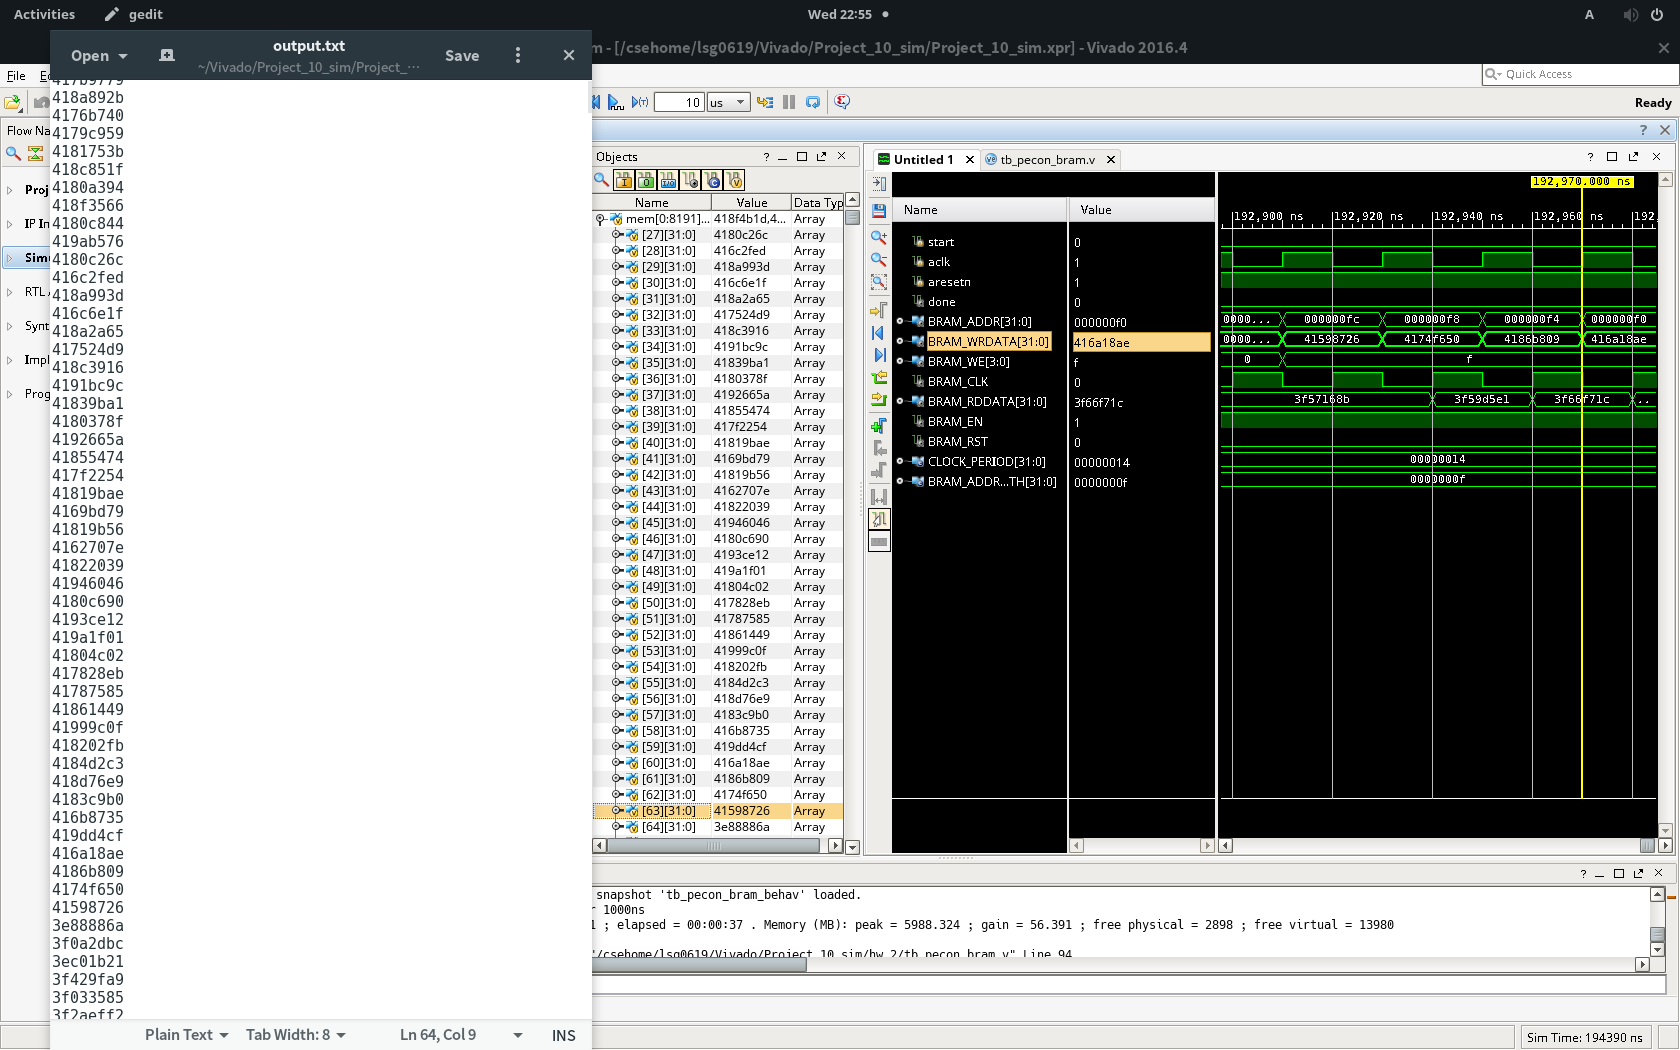 Activities gedit Wed 22:55 A
Open output.txt Save
~/Vivado/Project_10_sim/Project_···
m - [/csehome/lsg0619/Vivado/Project_10_sim/Project_10_sim.xpr] - Vivado 2016.4
File
Quick Access
10 us Ready
Flow Na
Proj
IP In
Sim
RTL
Synt
Impl
Prog
418a892b
4176b740
4179c959
4181753b
418c851f
4180a394
418f3566
4180c844
419ab576
4180c26c
416c2fed
418a993d
416c6e1f
418a2a65
417524d9
418c3916
4191bc9c
41839ba1
4180378f
4192665a
41855474
417f2254
41819bae
4169bd79
41819b56
4162707e
41822039
41946046
4180c690
4193ce12
419a1f01
41804c02
417828eb
41787585
41861449
41999c0f
418202fb
4184d2c3
418d76e9
4183c9b0
416b8735
419dd4cf
416a18ae
4186b809
4174f650
41598726
3e88886a
3f0a2dbc
3ec01b21
3f429fa9
3f033585
3f2aeff2
Plain Text Tab Width: 8 Ln 64, Col 9 INS
Objects
Name Value Data Typ
mem[0:8191]... 418f4b1d,4... Array
[27][31:0] 4180c26c Array
[28][31:0] 416c2fed Array
[29][31:0] 418a993d Array
[30][31:0] 416c6e1f Array
[31][31:0] 418a2a65 Array
[32][31:0] 417524d9 Array
[33][31:0] 418c3916 Array
[34][31:0] 4191bc9c Array
[35][31:0] 41839ba1 Array
[36][31:0] 4180378f Array
[37][31:0] 4192665a Array
[38][31:0] 41855474 Array
[39][31:0] 417f2254 Array
[40][31:0] 41819bae Array
[41][31:0] 4169bd79 Array
[42][31:0] 41819b56 Array
[43][31:0] 4162707e Array
[44][31:0] 41822039 Array
[45][31:0] 41946046 Array
[46][31:0] 4180c690 Array
[47][31:0] 4193ce12 Array
[48][31:0] 419a1f01 Array
[49][31:0] 41804c02 Array
[50][31:0] 417828eb Array
[51][31:0] 41787585 Array
[52][31:0] 41861449 Array
[53][31:0] 41999c0f Array
[54][31:0] 418202fb Array
[55][31:0] 4184d2c3 Array
[56][31:0] 418d76e9 Array
[57][31:0] 4183c9b0 Array
[58][31:0] 416b8735 Array
[59][31:0] 419dd4cf Array
[60][31:0] 416a18ae Array
[61][31:0] 4186b809 Array
[62][31:0] 4174f650 Array
[63][31:0] 41598726 Array
[64][31:0] 3e88886a Array
Untitled 1 tb_pecon_bram.v
192,970.000 ns
Name Value 192,900 ns 192,920 ns 192,940 ns 192,960 ns 192,
start 0
aclk 1
aresetn 1
done 0
BRAM_ADDR[31:0] 000000f0 0000... 000000fc 000000f8 000000f4 000000f0
BRAM_WRDATA[31:0] 416a18ae 0000... 41598726 4174f650 4186b809 416a18ae
BRAM_WE[3:0] f 0 f
BRAM_CLK 0
BRAM_RDDATA[31:0] 3f66f71c 3f57168b 3f59d5e1 3f66f71c ..
BRAM_EN 1
BRAM_RST 0
CLOCK_PERIOD[31:0] 00000014 00000014
BRAM_ADDR...TH[31:0] 0000000f 0000000f
snapshot 'tb_pecon_bram_behav' loaded.
r 1000ns
1 ; elapsed = 00:00:37 . Memory (MB): peak = 5988.324 ; gain = 56.391 ; free physical = 2898 ; free virtual = 13980
"/csehome/lsg0619/Vivado/Project_10_sim/hw_2/tb_pecon_bram.v" Line 94
Sim Time: 194390 ns